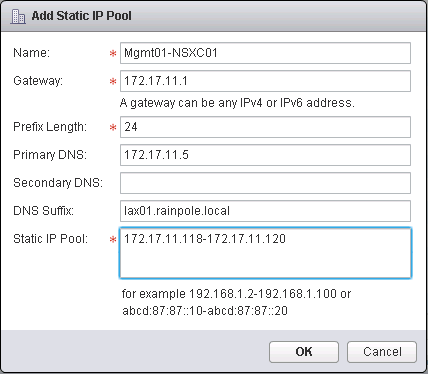 Add Static IP Pool
Name: * Mgmt01-NSXC01
Gateway: * 172.17.11.1
A gateway can be any IPv4 or IPv6 address.
Prefix Length: * 24
Primary DNS: 172.17.11.5
Secondary DNS:
DNS Suffix: lax01.rainpole.local
Static IP Pool: * 172.17.11.118-172.17.11.120
for example 192.168.1.2-192.168.1.100 or
abcd:87:87::10-abcd:87:87::20
OK Cancel